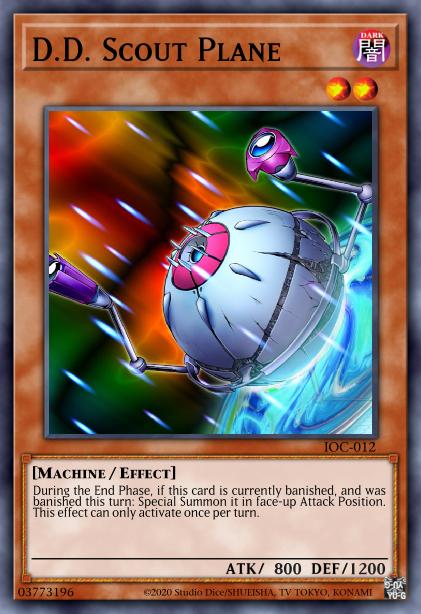 D.D. SCOUT PLANE
DARK
闇
IOC-012
[MACHINE / EFFECT]
During the End Phase, if this card is currently banished, and was
banished this turn: Special Summon it in face-up Attack Position.
This effect can only activate once per turn.
ATK/ 800 DEF/1200
03773196
©2020 Studio Dice/SHUEISHA, TV TOKYO, KONAMI